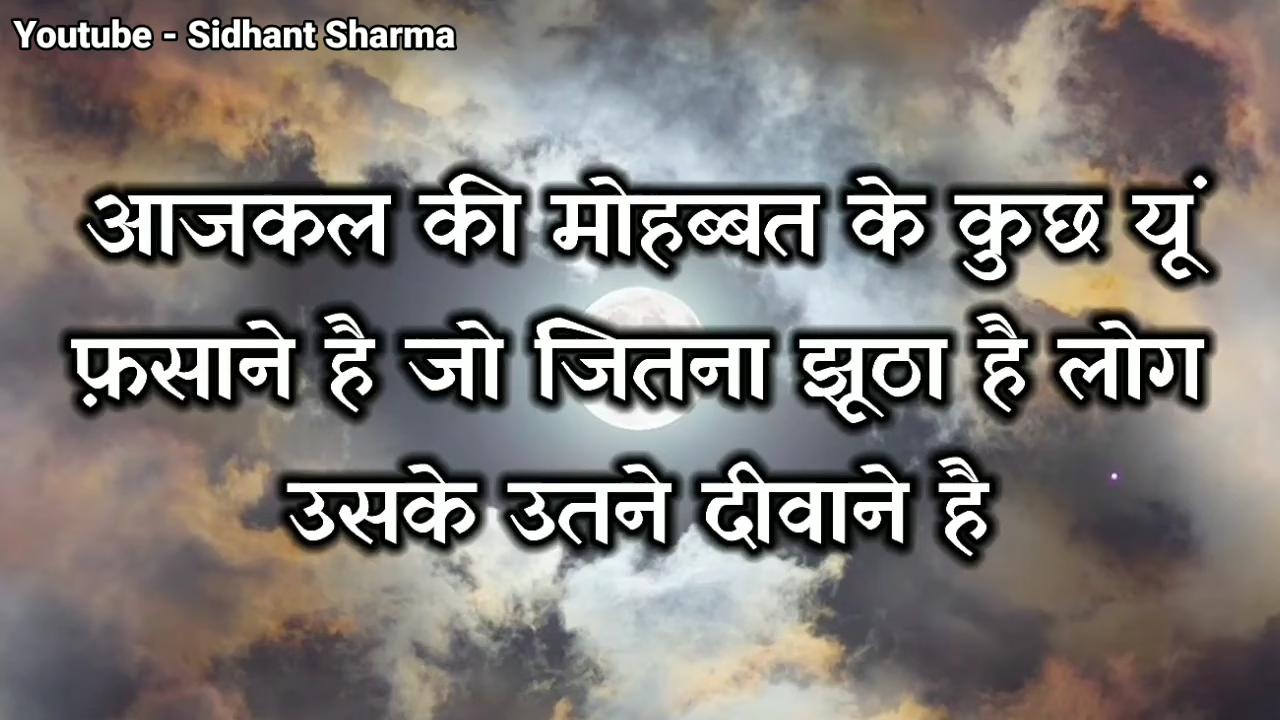 Youtube - Sidhant Sharma
आजकल की मोहब्बत के कुछ यूं
फ़साने है जो जितना झूठा है लोग
उसके उतने दीवाने है